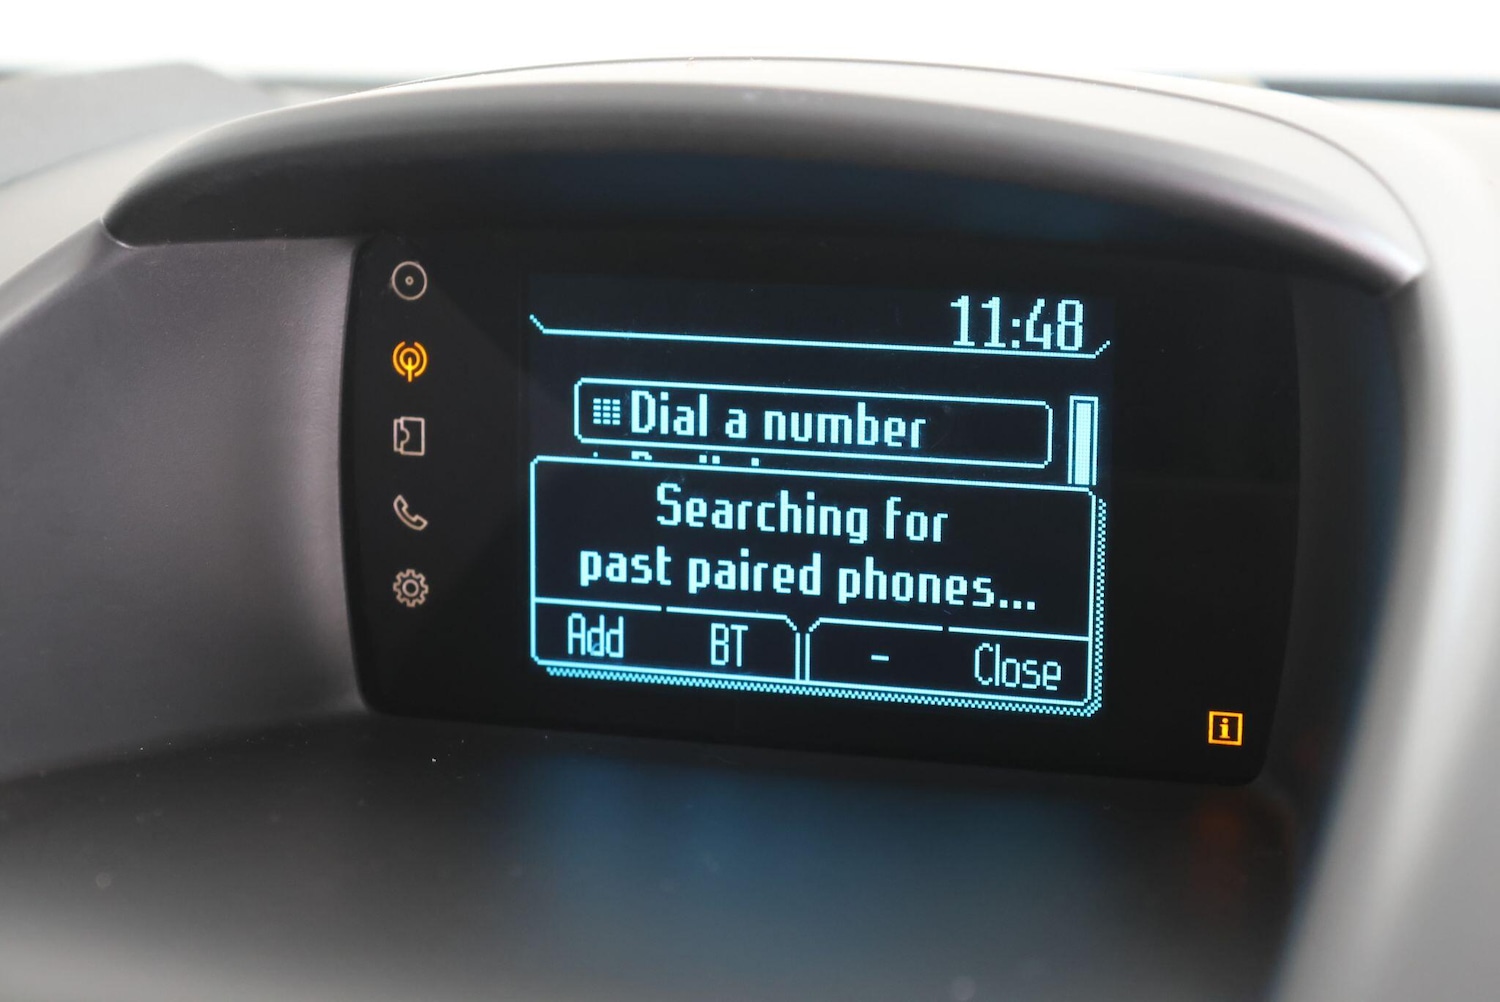 11:48
Dial a number
Searching for
past paired phones...
Add BT - Close
i